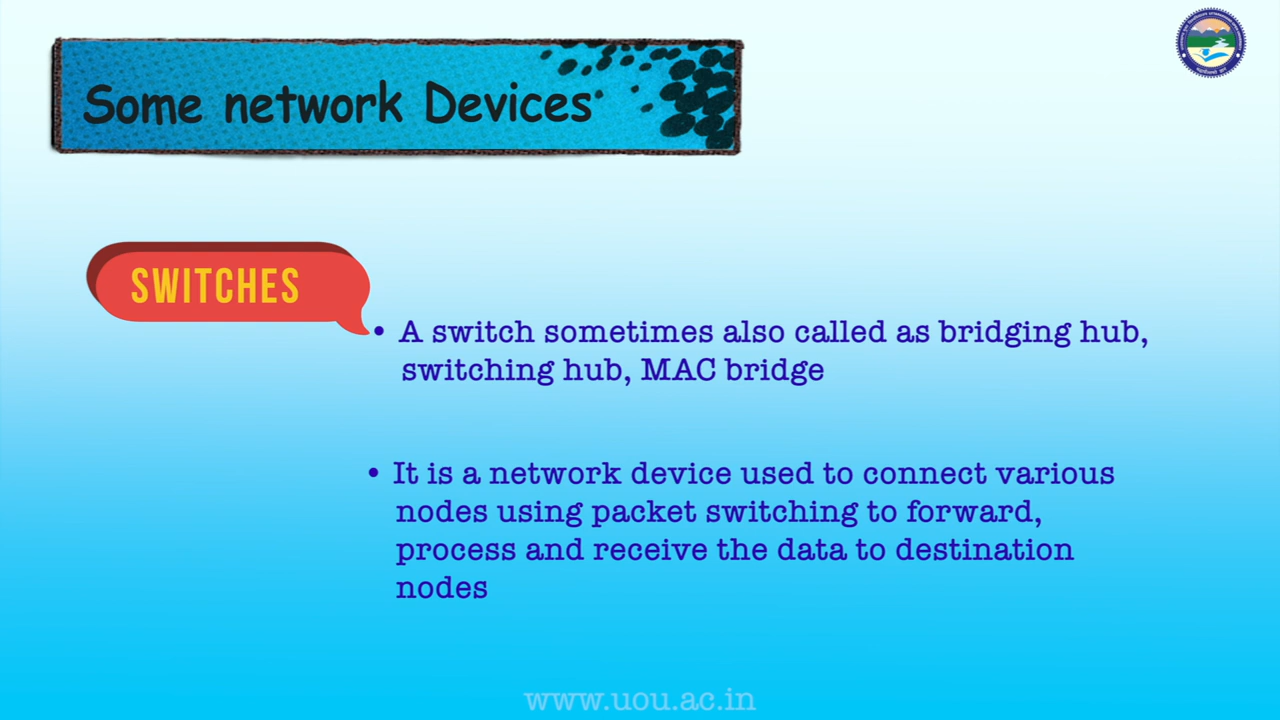 Some network Devices
SWITCHES
• A switch sometimes also called as bridging hub,
switching hub, MAC bridge
• It is a network device used to connect various
nodes using packet switching to forward,
process and receive the data to destination
nodes
www.uou.ac.in